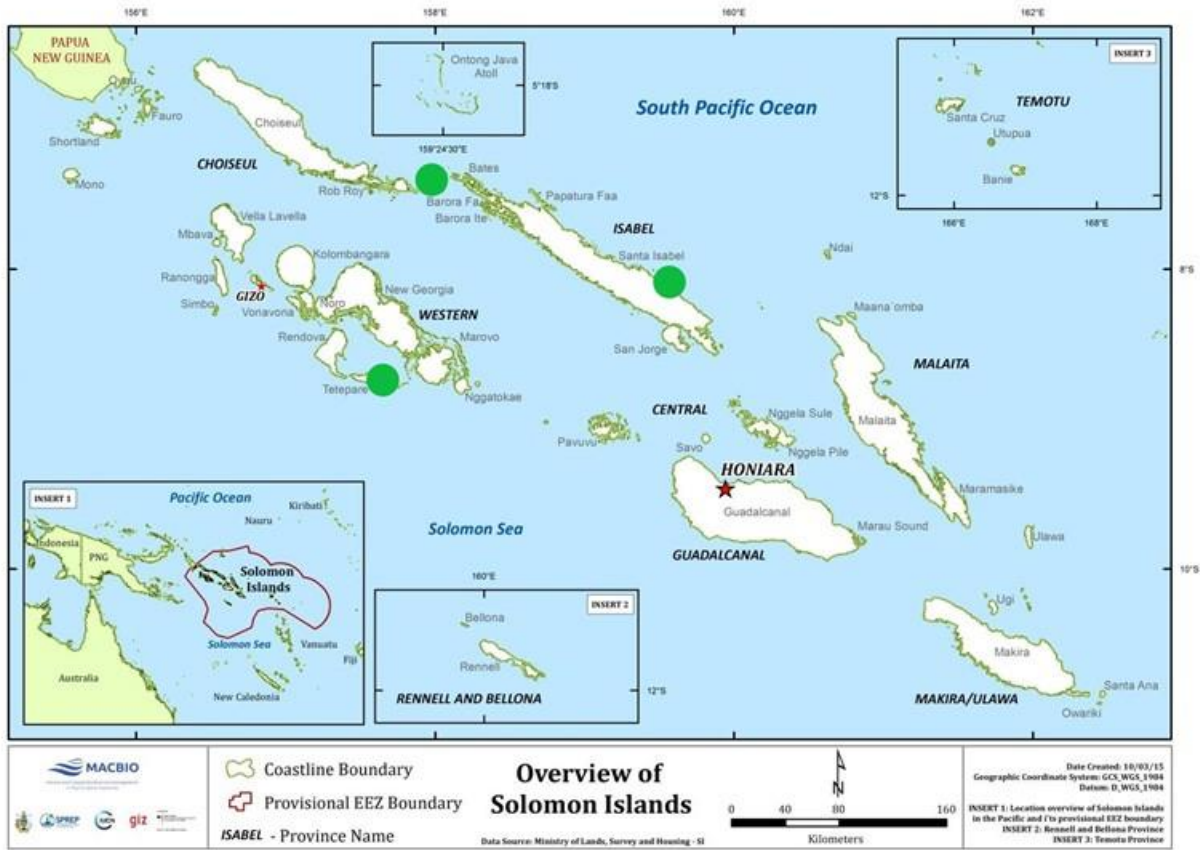 156°E
158°E
160°E
162°E
PAPUA
NEW GUINEA
Fauro
Shortland
Mono
Choiseul
CHOISEUL
Rob Roy
Ontong Java
Atoll
5°18'S
159°24'30"E
South Pacific Ocean
INSERT 3
TEMOTU
Santa Cruz
Utupua
Banie
12°S
166°E
168°E
Bates
Barora Fa
Barora Ite
Papatura Faa
ISABEL
Santa Isabel
San Jorge
Ndai
8°S
Vella Lavella
Mbava
Ranongga
Simbo
GIZO
Kolombangara
Vonavona
Noro
New Georgia
WESTERN
Rendova
Marovo
Tetepare
Nggatokae
Maana'omba
MALAITA
Malaita
Maramasike
CENTRAL
Pavuvu
Savo
Nggela Sule
Nggela Pile
HONIARA
Guadalcanal
Marau Sound
GUADALCANAL
Ulawa
10°S
Ugi
Makira
Santa Ana
Owariki
MAKIRA/ULAWA
Solomon Sea
INSERT 1
Pacific Ocean
Kiribati
Nauru
Indonesia
PNG
Solomon
Islands
Solomon Sea
Vanuatu
Fiji
Australia
New Caledonia
160°E
INSERT 2
Bellona
Rennell
12°S
RENNELL AND BELLONA
MACBIO
SPREP
IUCN
giz
Coastline Boundary
Provisional EEZ Boundary
ISABEL - Province Name
Overview of
Solomon Islands
Data Source: Ministry of Lands, Survey and Housing - SI
N
0 40 80 160
Kilometers
Date Created: 10/03/15
Geographic Coordinate System: GCS_WGS_1984
Datum: D_WGS_1984
INSERT 1: Location overview of Solomon Islands
in the Pacific and i'ts provisional EEZ boundary
INSERT 2: Rennell and Bellona Province
INSERT 3: Temotu Province